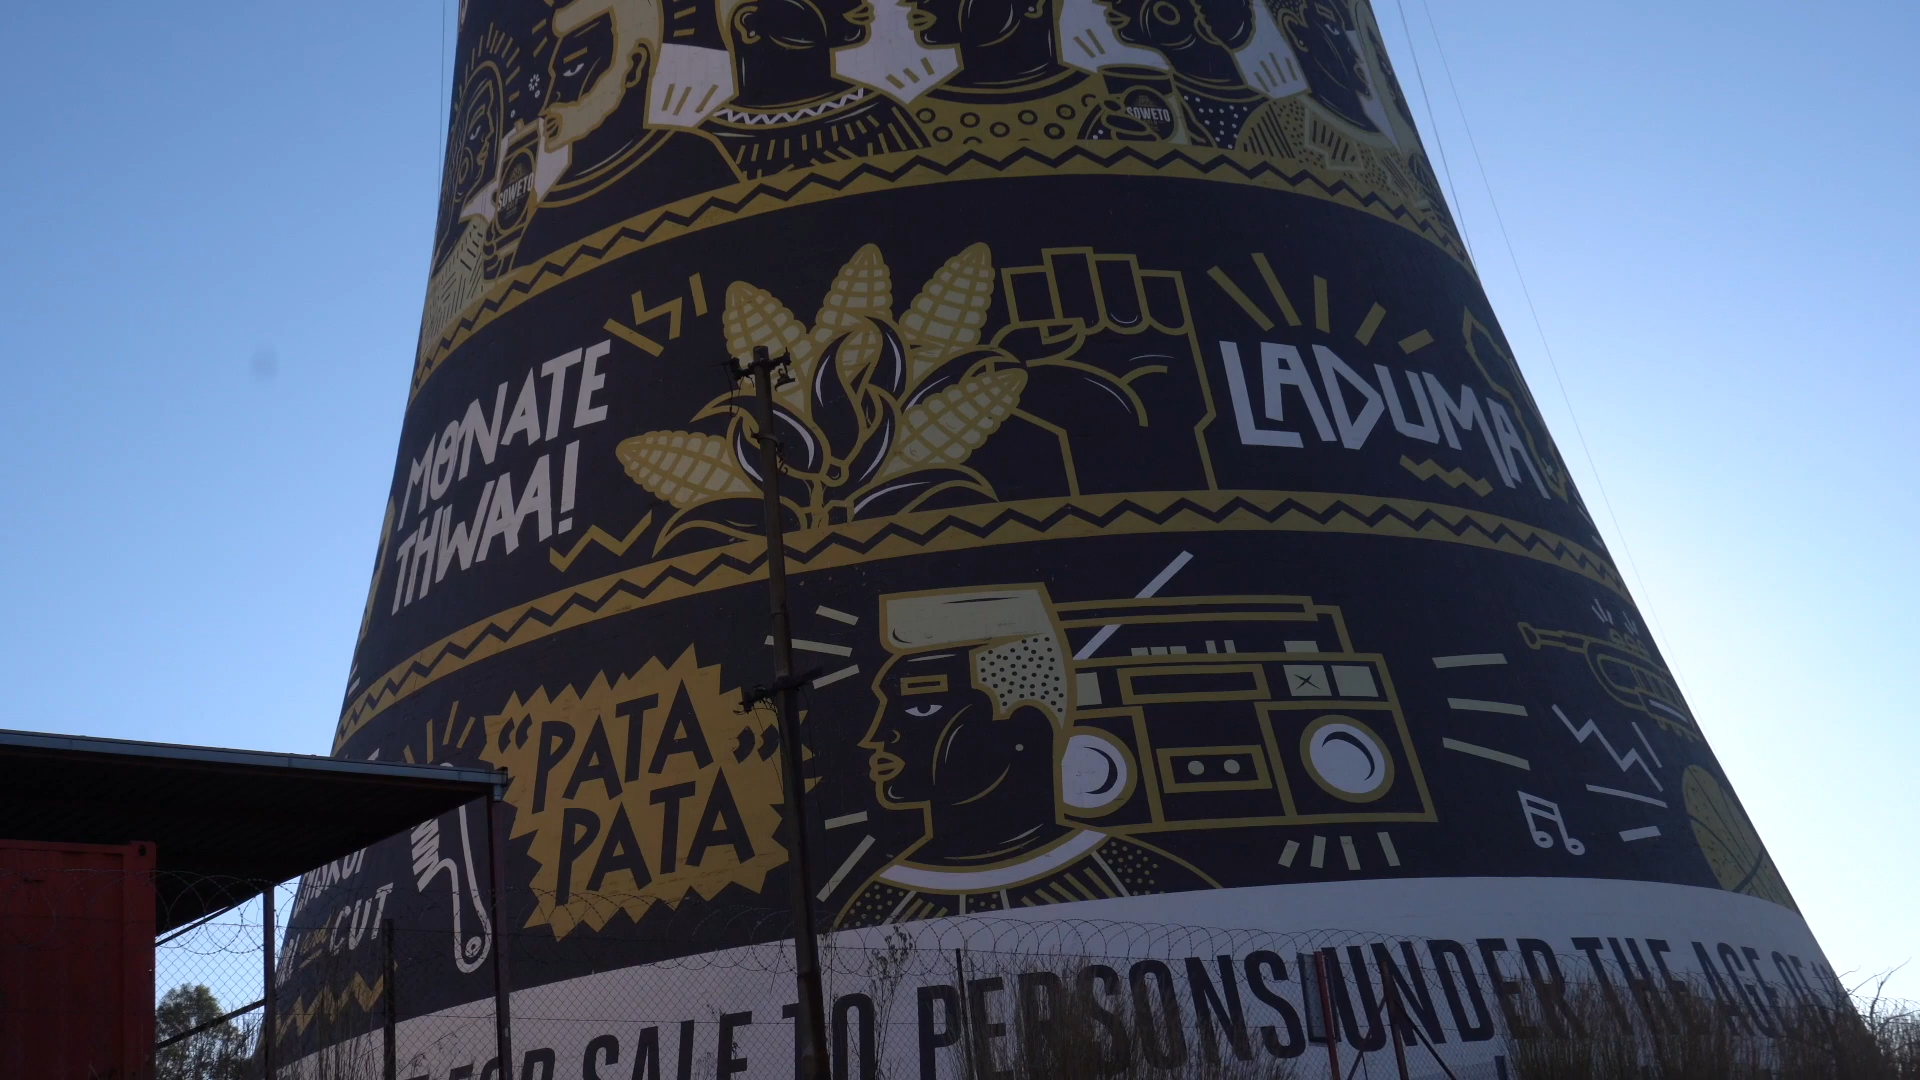 SOWETO
SOWETO
MONATE
THWAA!
LADUMA
"PATA
PATA"
CUT
FOR SALE TO PERSONS UNDER THE AGE OF